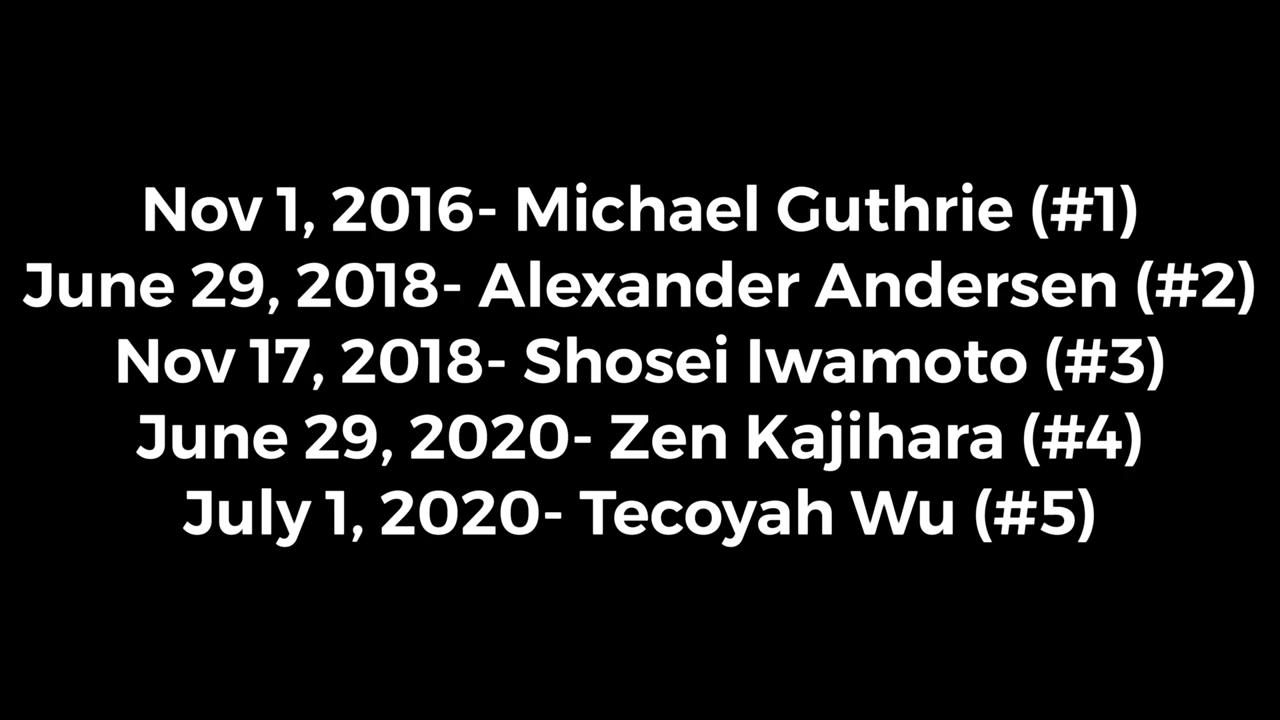 Nov 1, 2016- Michael Guthrie (#1)
June 29, 2018- Alexander Andersen (#2)
Nov 17, 2018- Shosei Iwamoto (#3)
June 29, 2020- Zen Kajihara (#4)
July 1, 2020- Tecoyah Wu (#5)